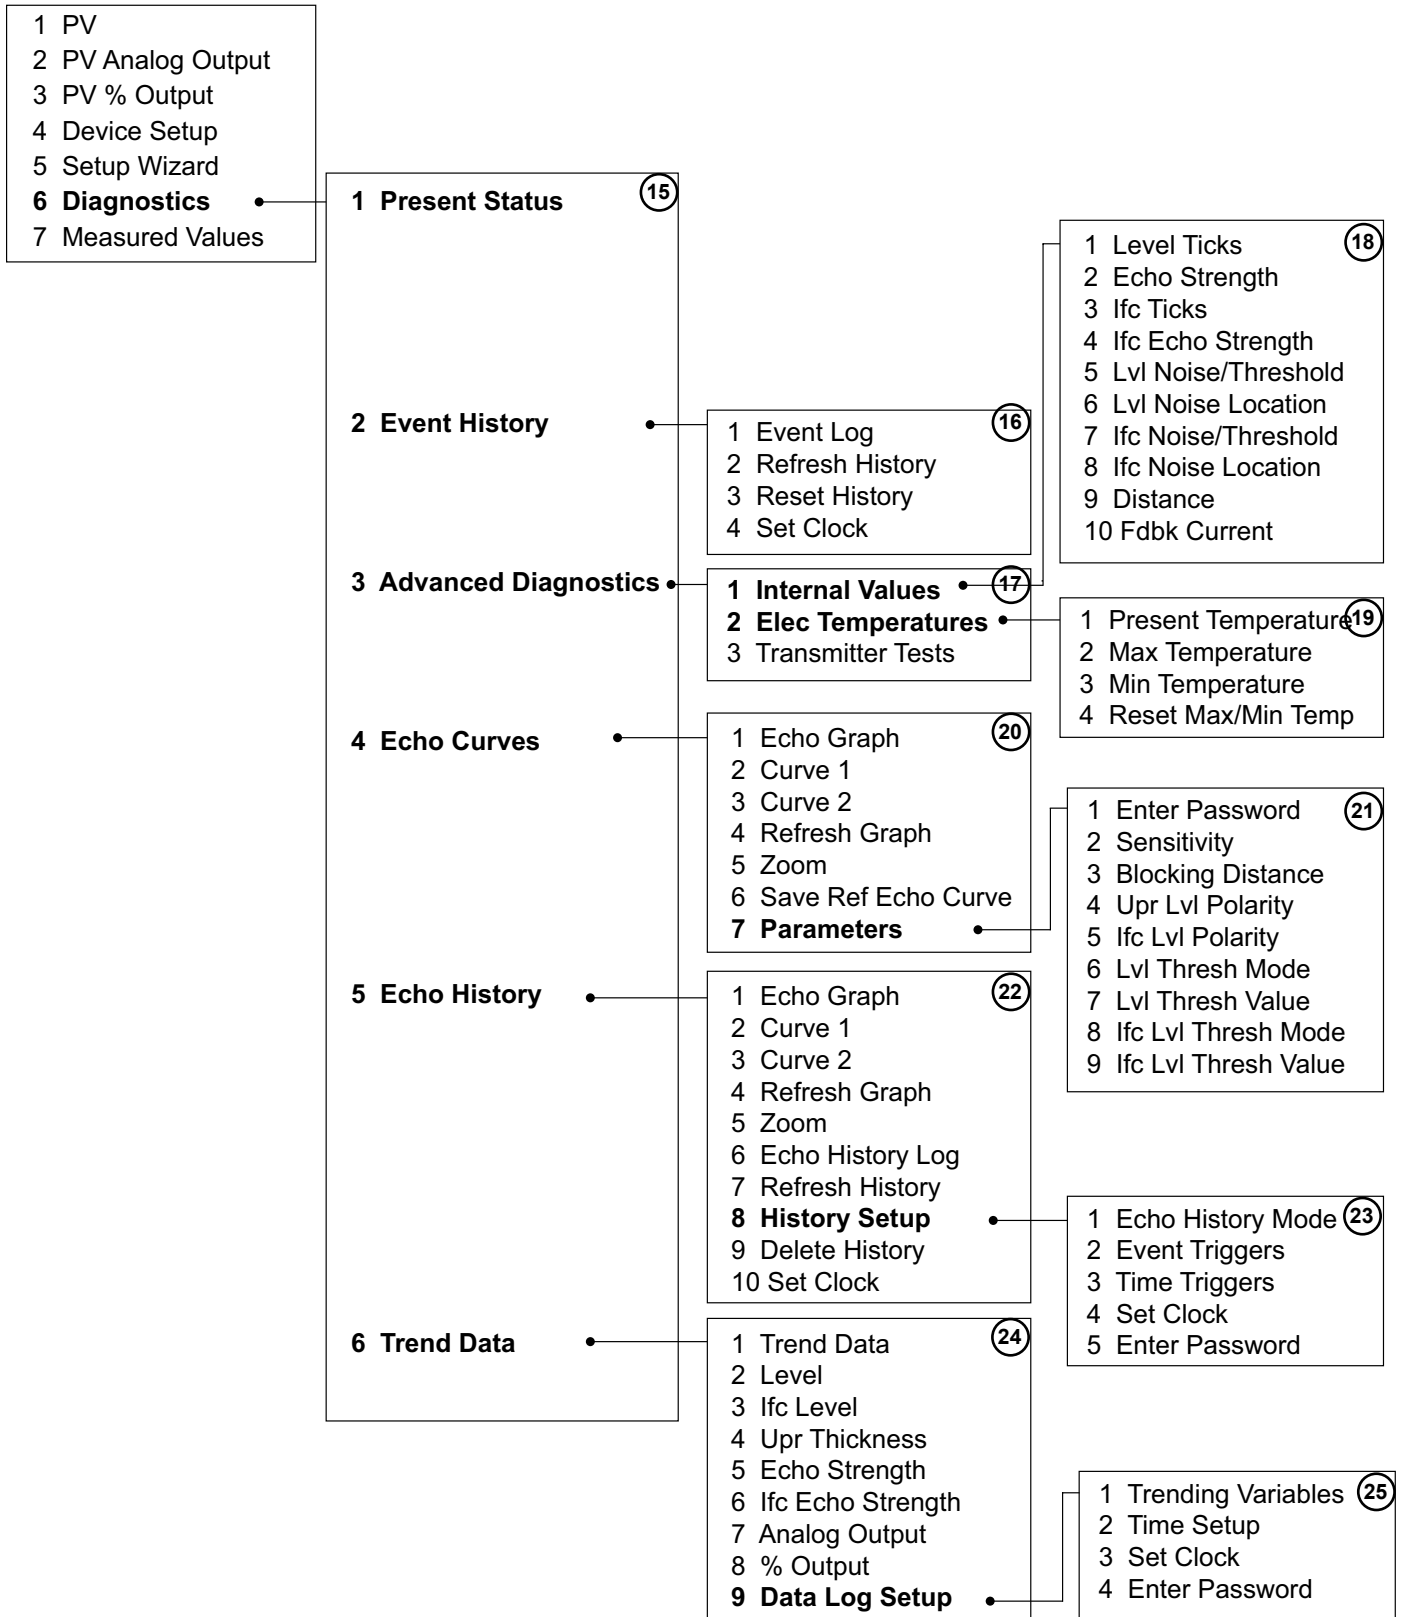 1 PV
2 PV Analog Output
3 PV % Output
4 Device Setup
5 Setup Wizard
6 Diagnostics
7 Measured Values
1 Present Status
15
2 Event History
3 Advanced Diagnostics
4 Echo Curves
5 Echo History
6 Trend Data
1 Event Log
16
2 Refresh History
3 Reset History
4 Set Clock
1 Internal Values
17
2 Elec Temperatures
3 Transmitter Tests
1 Level Ticks
18
2 Echo Strength
3 Ifc Ticks
4 Ifc Echo Strength
5 Lvl Noise/Threshold
6 Lvl Noise Location
7 Ifc Noise/Threshold
8 Ifc Noise Location
9 Distance
10 Fdbk Current
1 Present Temperature
19
2 Max Temperature
3 Min Temperature
4 Reset Max/Min Temp
1 Echo Graph
20
2 Curve 1
3 Curve 2
4 Refresh Graph
5 Zoom
6 Save Ref Echo Curve
7 Parameters
1 Enter Password
21
2 Sensitivity
3 Blocking Distance
4 Upr Lvl Polarity
5 Ifc Lvl Polarity
6 Lvl Thresh Mode
7 Lvl Thresh Value
8 Ifc Lvl Thresh Mode
9 Ifc Lvl Thresh Value
1 Echo Graph
22
2 Curve 1
3 Curve 2
4 Refresh Graph
5 Zoom
6 Echo History Log
7 Refresh History
8 History Setup
9 Delete History
10 Set Clock
1 Echo History Mode
23
2 Event Triggers
3 Time Triggers
4 Set Clock
5 Enter Password
1 Trend Data
24
2 Level
3 Ifc Level
4 Upr Thickness
5 Echo Strength
6 Ifc Echo Strength
7 Analog Output
8 % Output
9 Data Log Setup
1 Trending Variables
25
2 Time Setup
3 Set Clock
4 Enter Password